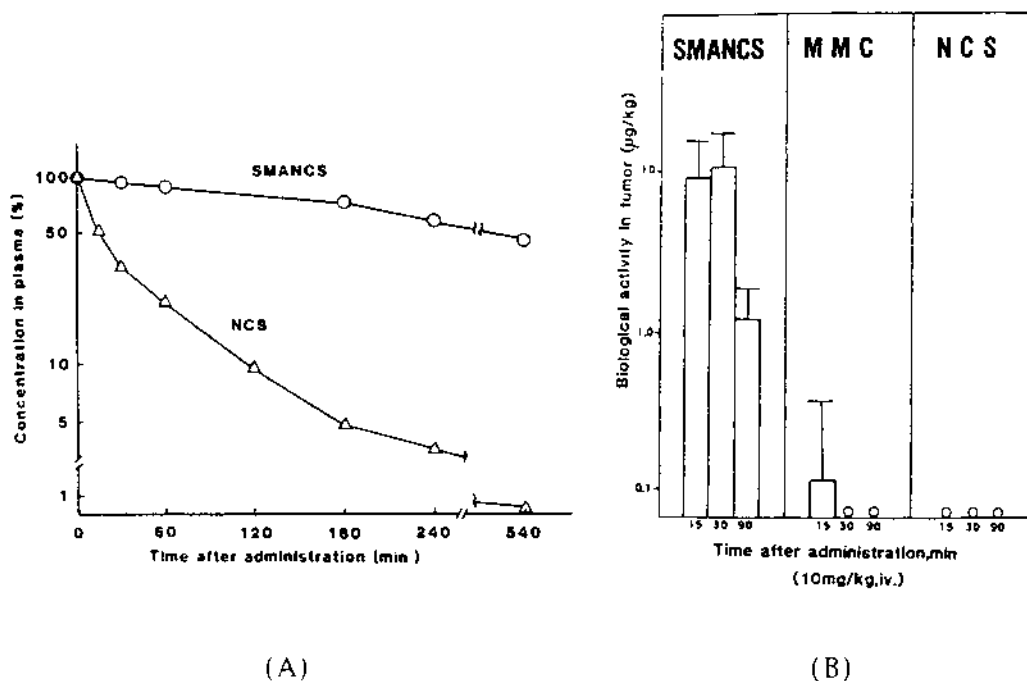 SMANCS
NCS
Concentration in plasma (%)
100
50
10
5
1
0 60 120 180 240 540
Time after administration (min)
(A)
SMANCS MMC NCS
Biological activity in tumor (µg/kg)
1.0
1.0
0.1
15 30 90 15 30 90 15 30 90
Time after administration,min
(10mg/kg,iv.)
(B)